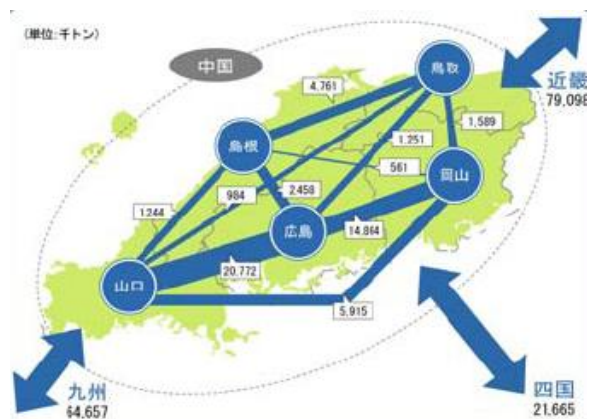 (単位:千トン)
中国
鳥取
近畿
79,098
4,761
1,589
1,251
島根
561
岡山
984
2,458
1,244
広島
14,864
20,772
山口
5,915
九州
64,657
四国
21,665